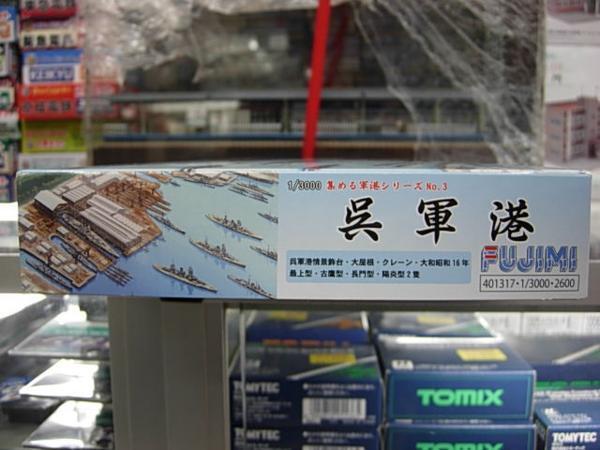 1/3000 集める軍港シリーズNo.3
呉軍港
呉軍港情景飾台・大屋根・クレーン・大和昭和16年
最上型・古鷹型・長門型・陽炎型2隻
FUJIMI
401317・1/3000・2600
TOMYTEC
TOMIX
TOMIX
TOMYTEC